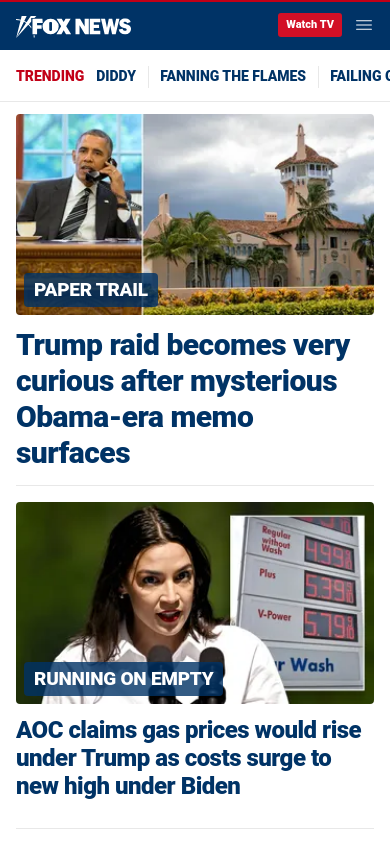 FOX NEWS
Watch TV
TRENDING DIDDY FANNING THE FLAMES FAILING
PAPER TRAIL
Trump raid becomes very
curious after mysterious
Obama-era memo
surfaces
Regular
without
Wash
4.99
Plus
5.39
V-Power
5.79
Wash
RUNNING ON EMPTY
AOC claims gas prices would rise
under Trump as costs surge to
new high under Biden